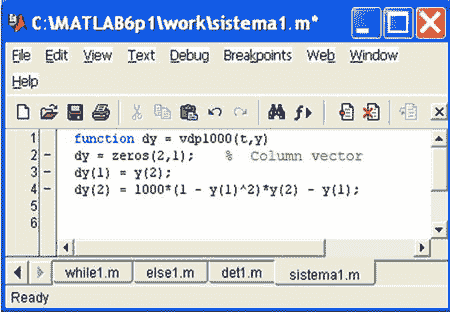 C:\MATLAB6p1\work\sistema1.m*
File Edit View Text Debug Breakpoints Web Window
Help
1 function dy = vdp1000(t,y)
2 - dy = zeros(2,1); % Column vector
3 - dy(1) = y(2);
4 - dy(2) = 1000*(1 - y(1)^2)*y(2) - y(1);
5
6
while1.m else1.m det1.m sistema1.m
Ready